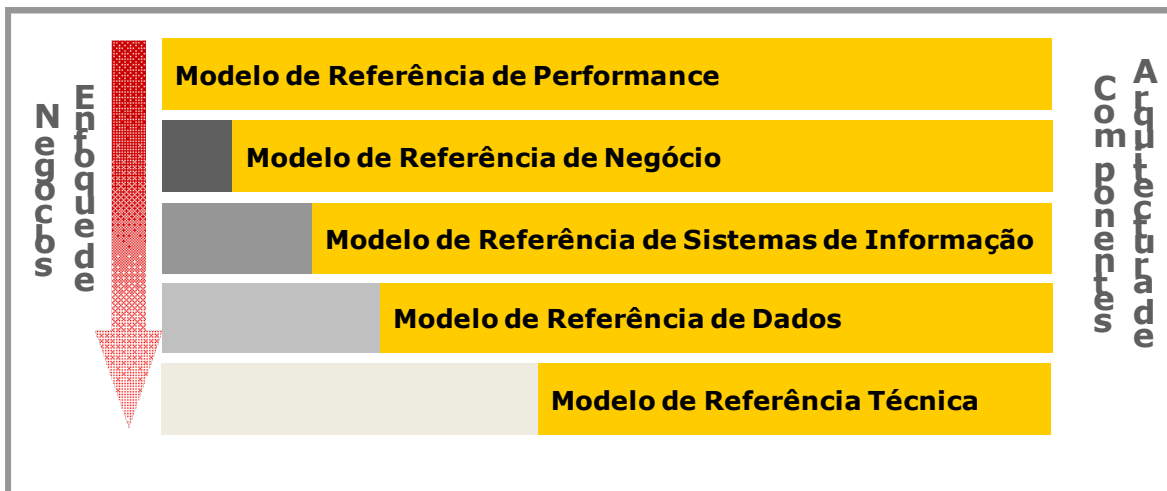 Enfoque de
Negócios
Modelo de Referência de Performance
Modelo de Referência de Negócio
Modelo de Referência de Sistemas de Informação
Modelo de Referência de Dados
Modelo de Referência Técnica
Arquitectura de
Componentes